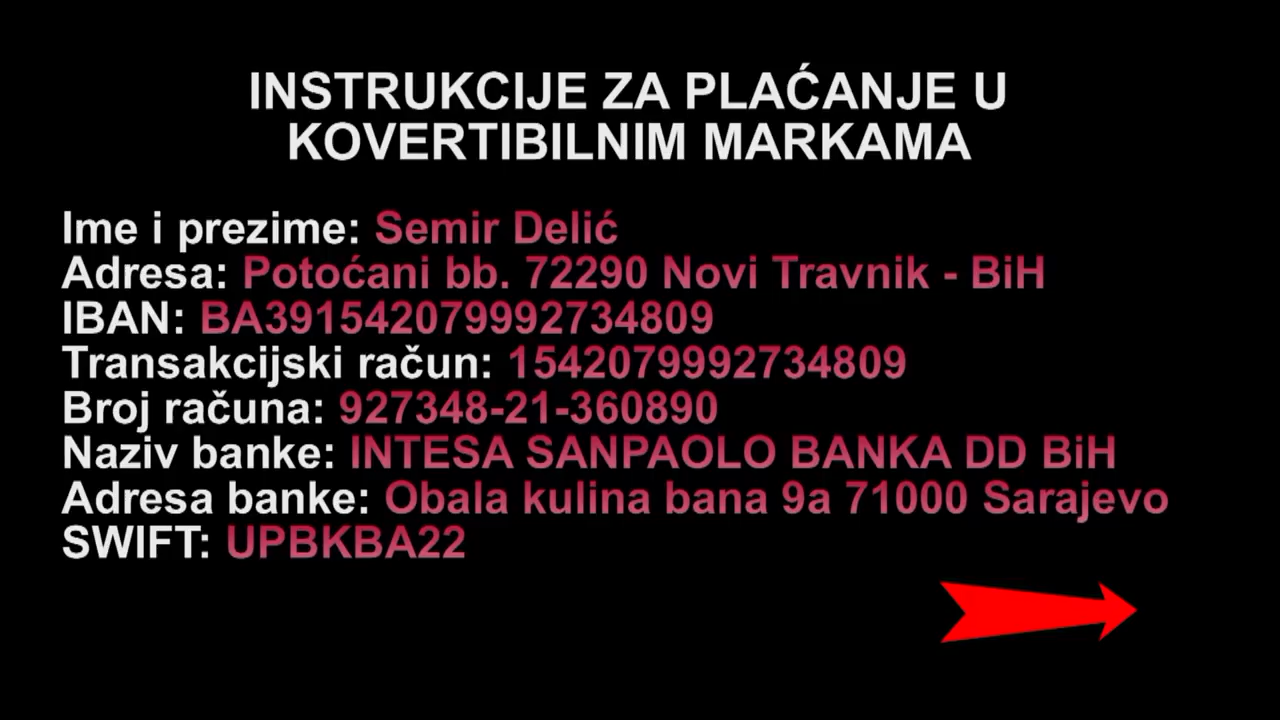 INSTRUKCIJE ZA PLAĆANJE U
KOVERTIBILNIM MARKAMA
Ime i prezime: Semir Delić
Adresa: Potoćani bb. 72290 Novi Travnik - BiH
IBAN: BA391542079992734809
Transakcijski račun: 1542079992734809
Broj računa: 927348-21-360890
Naziv banke: INTESA SANPAOLO BANKA DD BiH
Adresa banke: Obala kulina bana 9a 71000 Sarajevo
SWIFT: UPBKBA22